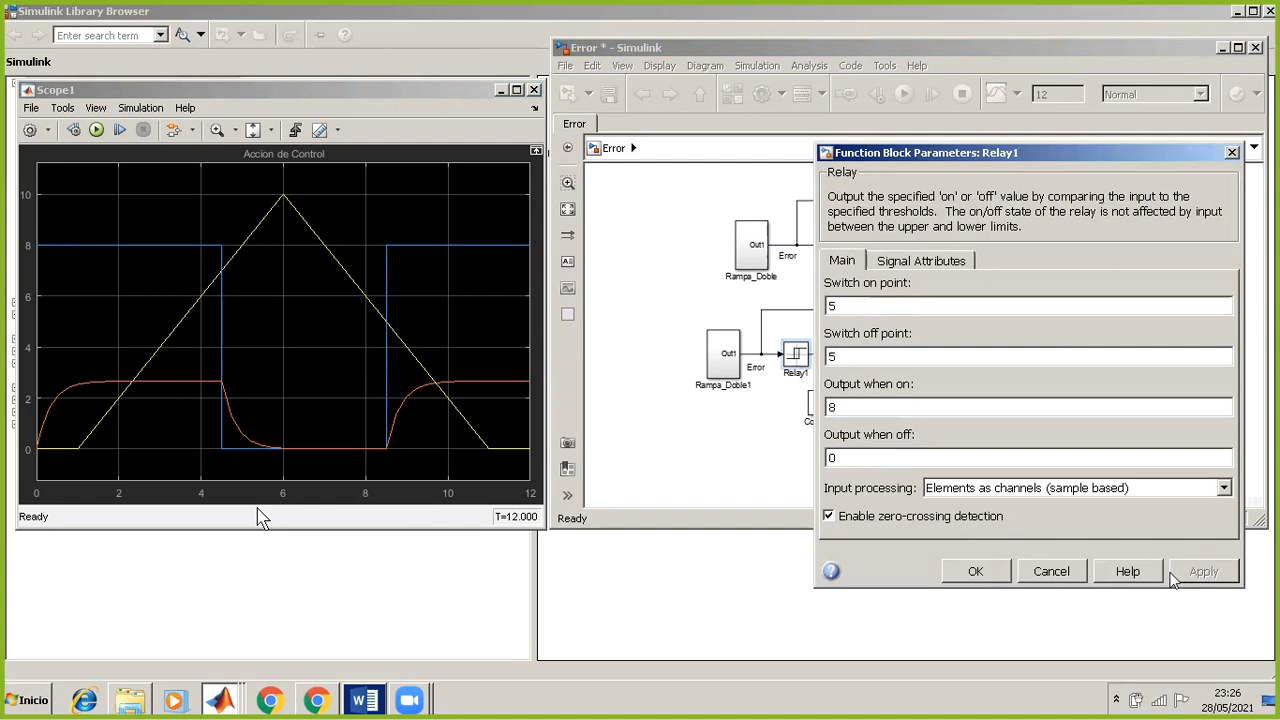 Simulink Library Browser
Enter search term
Simulink
Scope1
File Tools View Simulation Help
Accion de Control
10
8
6
4
2
0
0 2 4 6 8 10 12
Ready
T=12.000
Error * - Simulink
File Edit View Display Diagram Simulation Analysis Code Tools Help
12
Normal
Error
Error
Out1
Error
Rampa_Doble
Out1
Error
Rampa_Doble1
Relay1
Ready
Function Block Parameters: Relay1
Relay
Output the specified 'on' or 'off' value by comparing the input to the
specified thresholds. The on/off state of the relay is not affected by input
between the upper and lower limits.
Main
Signal Attributes
Switch on point:
5
Switch off point:
5
Output when on:
8
Output when off:
0
Input processing: Elements as channels (sample based)
Enable zero-crossing detection
OK
Cancel
Help
Apply
Inicio
23:26
28/05/2021